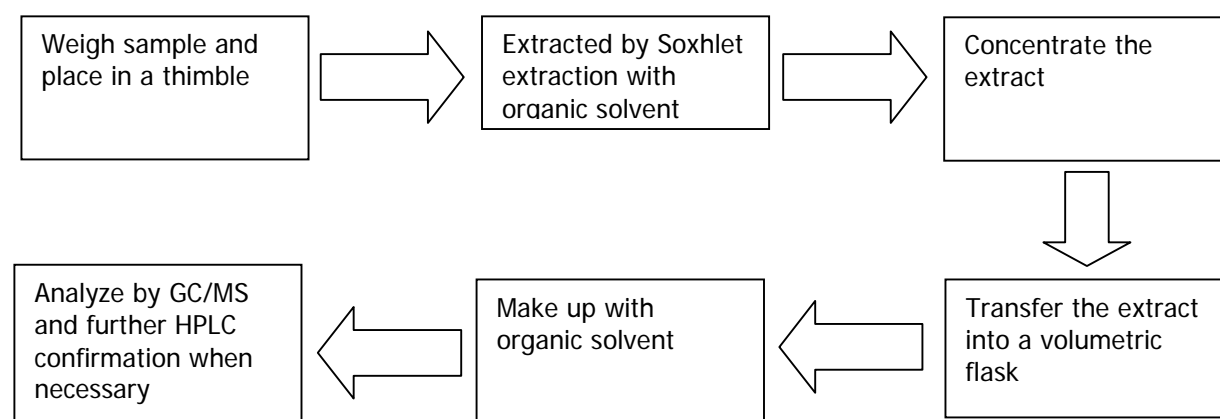 Weigh sample and
place in a thimble
Extracted by Soxhlet
extraction with
organic solvent
Concentrate the
extract
Transfer the extract
into a volumetric
flask
Make up with
organic solvent
Analyze by GC/MS
and further HPLC
confirmation when
necessary